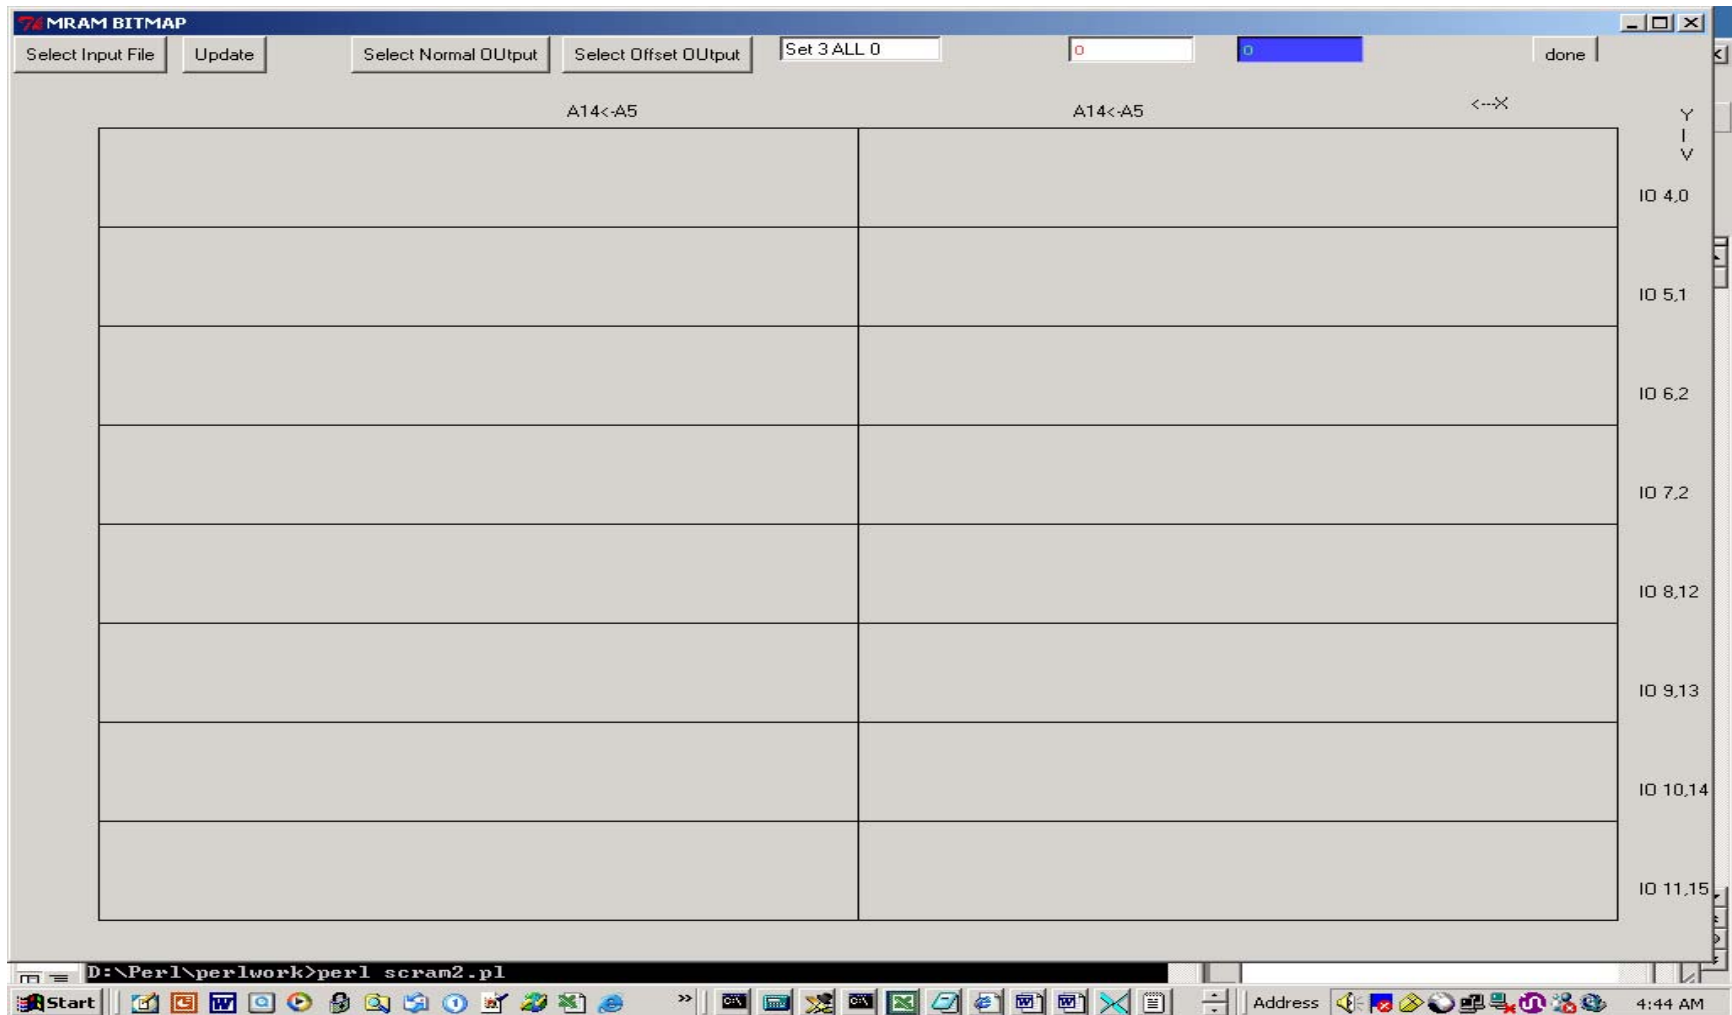 MRAM BITMAP
Select Input File Update Select Normal OUtput Select Offset OUtput Set 3 ALL 0 0 0 done
A14<-A5 A14<-A5 <---X
Y
|
V
IO 4,0
IO 5,1
IO 6,2
IO 7,2
IO 8,12
IO 9,13
IO 10,14
IO 11,15
D:\Perl\perlwork>perl scram2.pl
Start » Address 4:44 AM